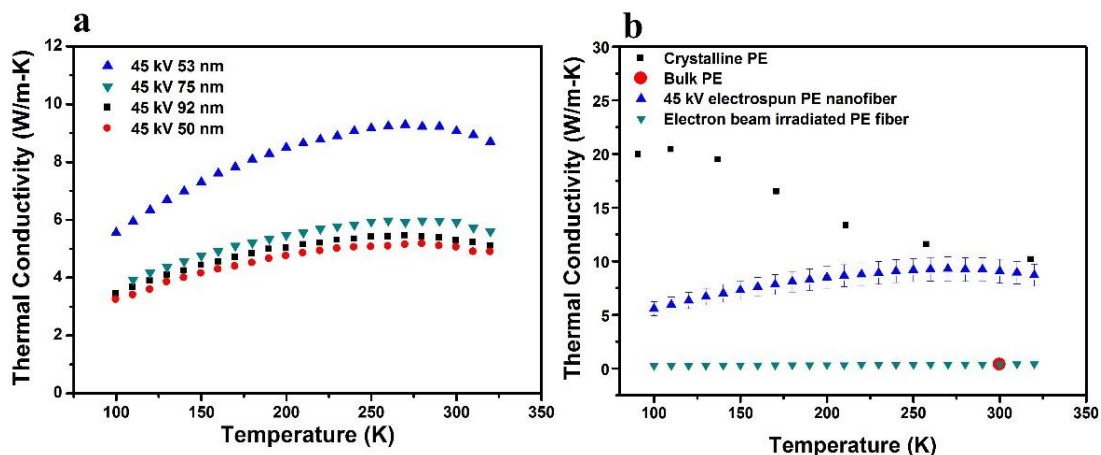 a
12
10
8
6
4
2
0
Thermal Conductivity (W/m-K)
45 kV 53 nm
45 kV 75 nm
45 kV 92 nm
45 kV 50 nm
100 150 200 250 300 350
Temperature (K)
b
30
25
20
15
10
5
0
Thermal Conductivity (W/m-K)
Crystalline PE
Bulk PE
45 kV electrospun PE nanofiber
Electron beam irradiated PE fiber
100 150 200 250 300 350
Temperature (K)